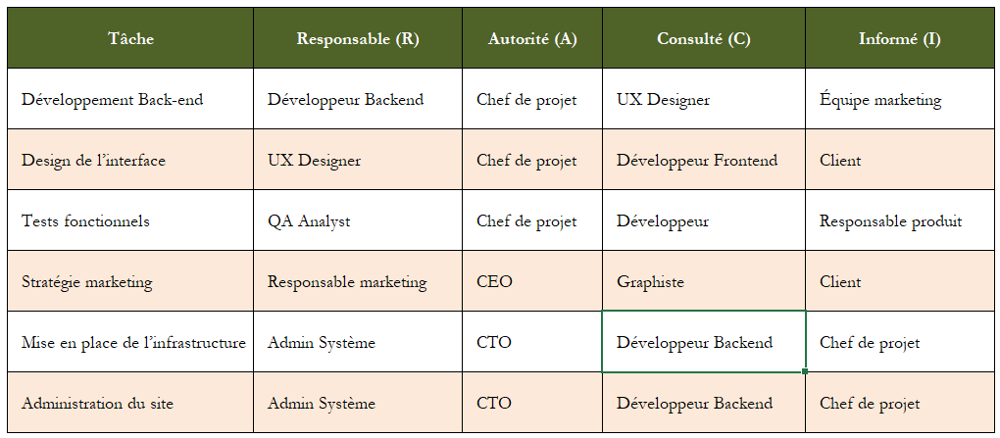 Tâche Responsable (R) Autorité (A) Consulté (C) Informé (I)
Développement Back-end Développeur Backend Chef de projet UX Designer Équipe marketing
Design de l’interface UX Designer Chef de projet Développeur Frontend Client
Tests fonctionnels QA Analyst Chef de projet Développeur Responsable produit
Stratégie marketing Responsable marketing CEO Graphiste Client
Mise en place de l’infrastructure Admin Système CTO Développeur Backend Chef de projet
Administration du site Admin Système CTO Développeur Backend Chef de projet